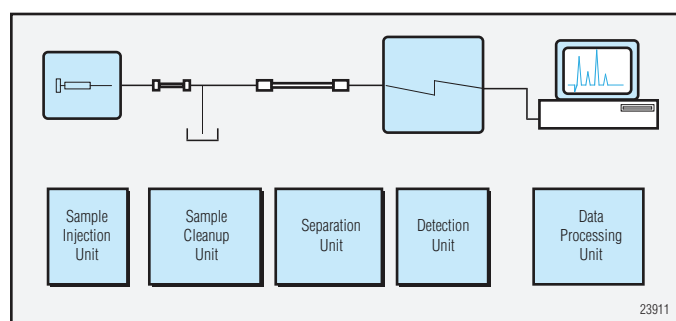 Sample
Injection
Unit
Sample
Cleanup
Unit
Separation
Unit
Detection
Unit
Data
Processing
Unit
23911